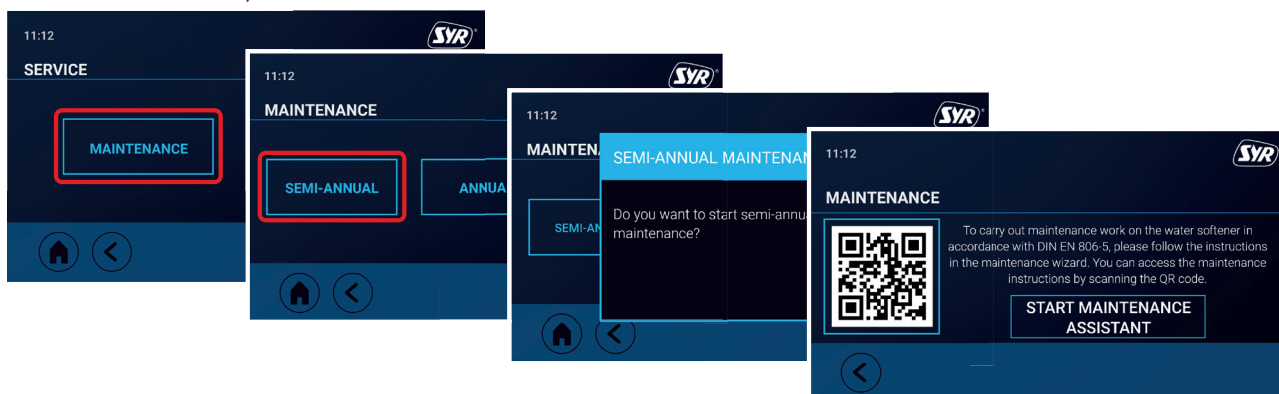 11:12
SYR
SERVICE
MAINTENANCE
11:12
SYR
MAINTENANCE
SEMI-ANNUAL
ANNUA
11:12
SYR
MAINTEN
SEMI-ANNUAL MAINTENAN
Do you want to start semi-annu
maintenance?
SEMI-AN
11:12
SYR
MAINTENANCE
To carry out maintenance work on the water softener in
accordance with DIN EN 806-5, please follow the instructions
in the maintenance wizard. You can access the maintenance
instructions by scanning the QR code.
START MAINTENANCE
ASSISTANT